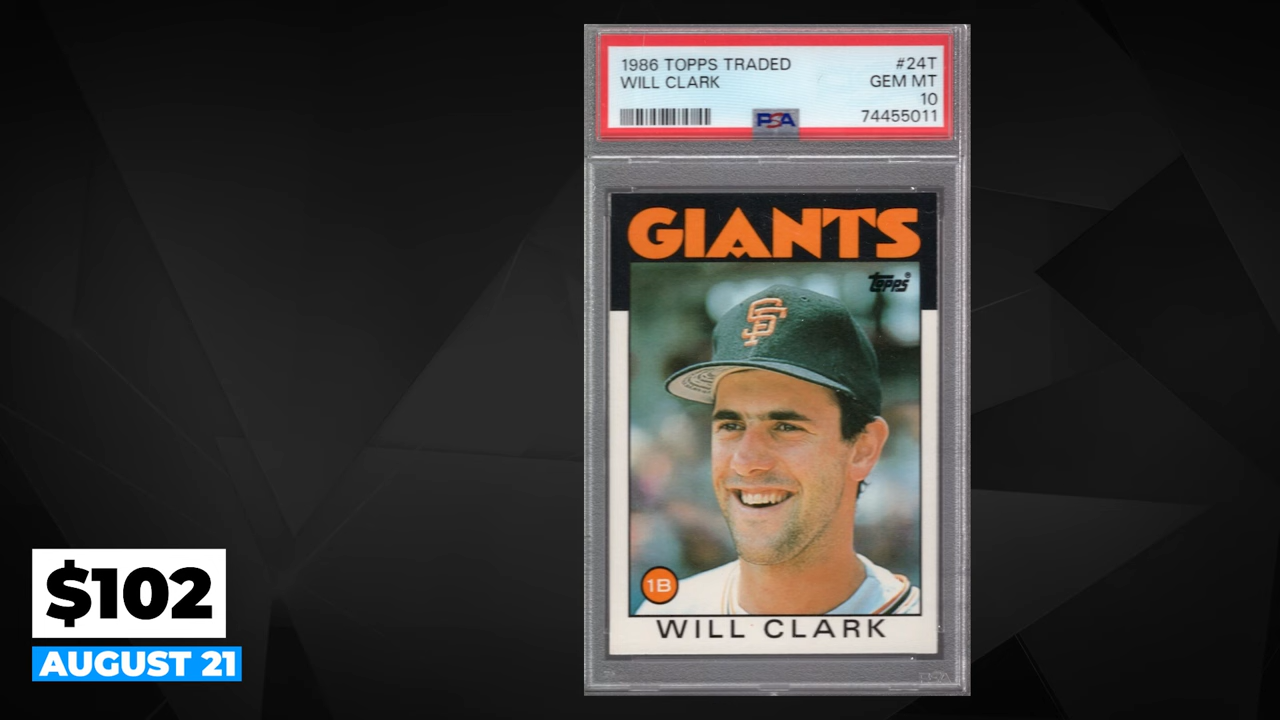 1986 TOPPS TRADED #24T
WILL CLARK GEM MT
10
74455011
PSA
GIANTS
Topps®
SF
1B
WILL CLARK
$102
AUGUST 21